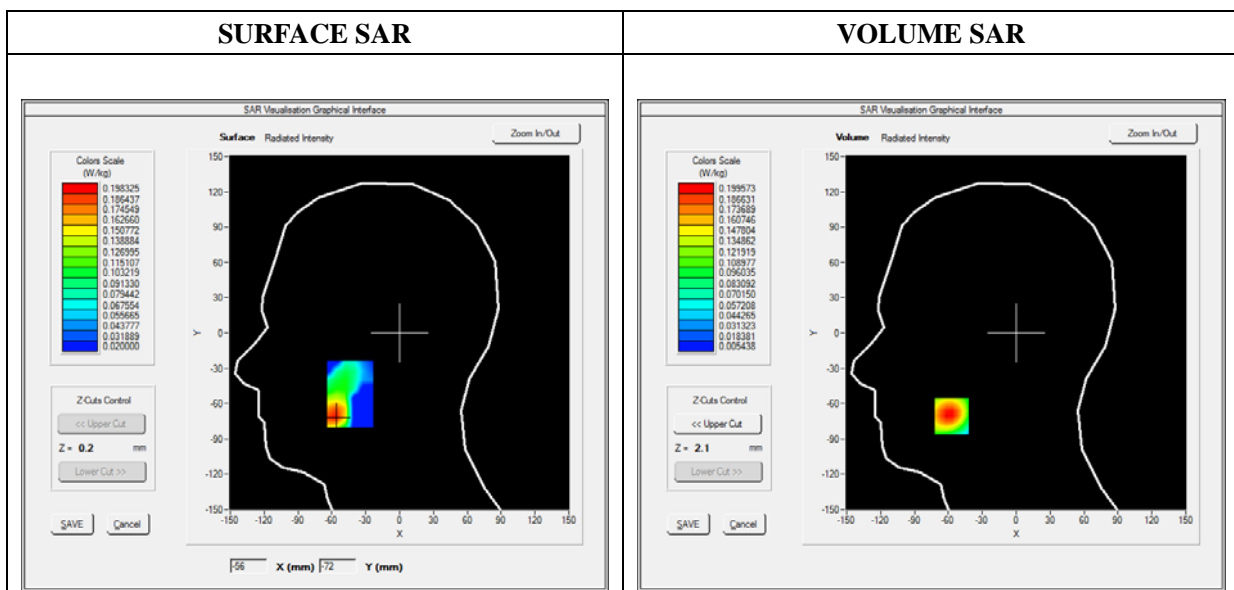 SURFACE SAR
VOLUME SAR
SAR Visualisation Graphical Interface
Surface Radiated Intensity
Zoom In/Out
Colors Scale
(W/kg)
0.198325
0.186437
0.174549
0.162660
0.150772
0.138884
0.126995
0.115107
0.103219
0.091330
0.079442
0.067554
0.055665
0.043777
0.031889
0.020000
150
120
90
60
30
0
-30
-60
-90
-120
-150
Y
-150 -120 -90 -60 -30 0 30 60 90 120 150
X
Z-Cuts Control
<< Upper Cut
Z = 0.2 mm
Lower Cut >>
SAVE Cancel
-56 X (mm) -72 Y (mm)
SAR Visualisation Graphical Interface
Volume Radiated Intensity
Zoom In/Out
Colors Scale
(W/kg)
0.199573
0.186631
0.173689
0.160746
0.147804
0.134862
0.121919
0.108977
0.096035
0.083092
0.070150
0.057208
0.044265
0.031323
0.018381
0.005438
150
120
90
60
30
0
-30
-60
-90
-120
-150
Y
-150 -120 -90 -60 -30 0 30 60 90 120 150
X
Z-Cuts Control
<< Upper Cut
Z = 2.1 mm
Lower Cut >>
SAVE Cancel